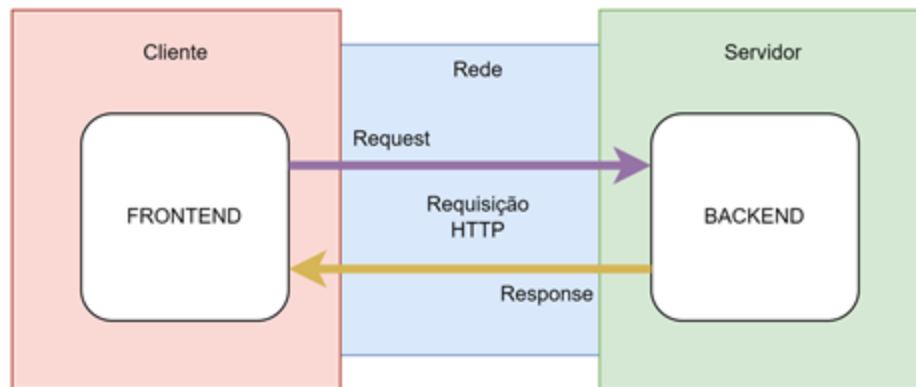 Cliente
Rede
Servidor
Request
FRONTEND
Requisição
HTTP
BACKEND
Response